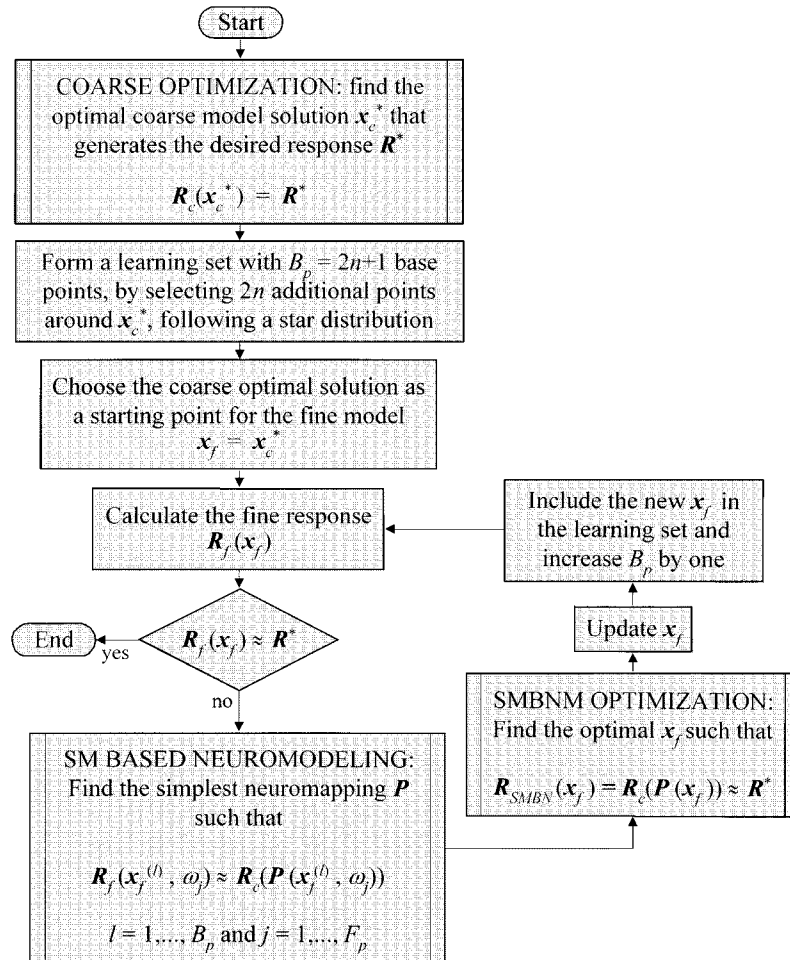 Start
COARSE OPTIMIZATION: find the
optimal coarse model solution x_c^* that
generates the desired response R^*
R_c(x_c^*) = R^*
Form a learning set with B_p = 2n+1 base
points, by selecting 2n additional points
around x_c^*, following a star distribution
Choose the coarse optimal solution as
a starting point for the fine model
x_f = x_c^*
Calculate the fine response
R_f(x_f)
R_f(x_f) ≈ R^*
yes
End
no
SM BASED NEUROMODELING:
Find the simplest neuromapping P
such that
R_f(x_f^(l), ω_j) ≈ R_c(P(x_f^(l), ω_j))
l = 1,..., B_p and j = 1,..., F_p
SMBNM OPTIMIZATION:
Find the optimal x_f such that
R_SMBN(x_f) = R_c(P(x_f)) ≈ R^*
Update x_f
Include the new x_f in
the learning set and
increase B_p by one